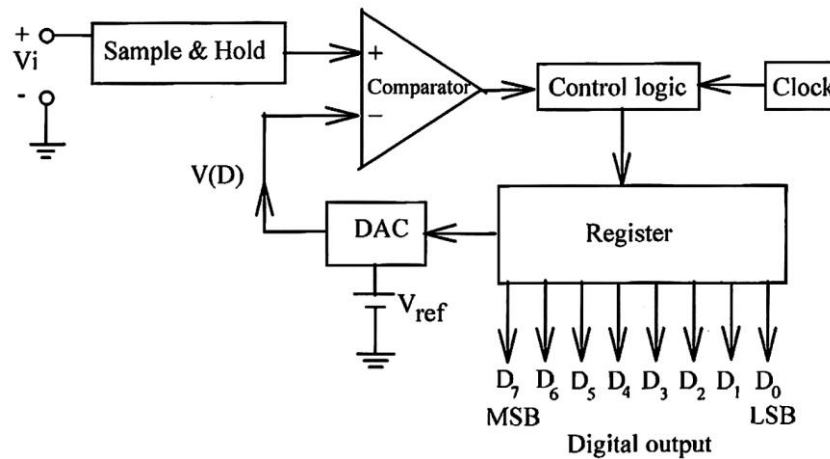 +
Vi
-
Sample & Hold
+
Comparator
−
Control logic
Clock
V(D)
DAC
Register
V_ref
D₇ D₆ D₅ D₄ D₃ D₂ D₁ D₀
MSB LSB
Digital output